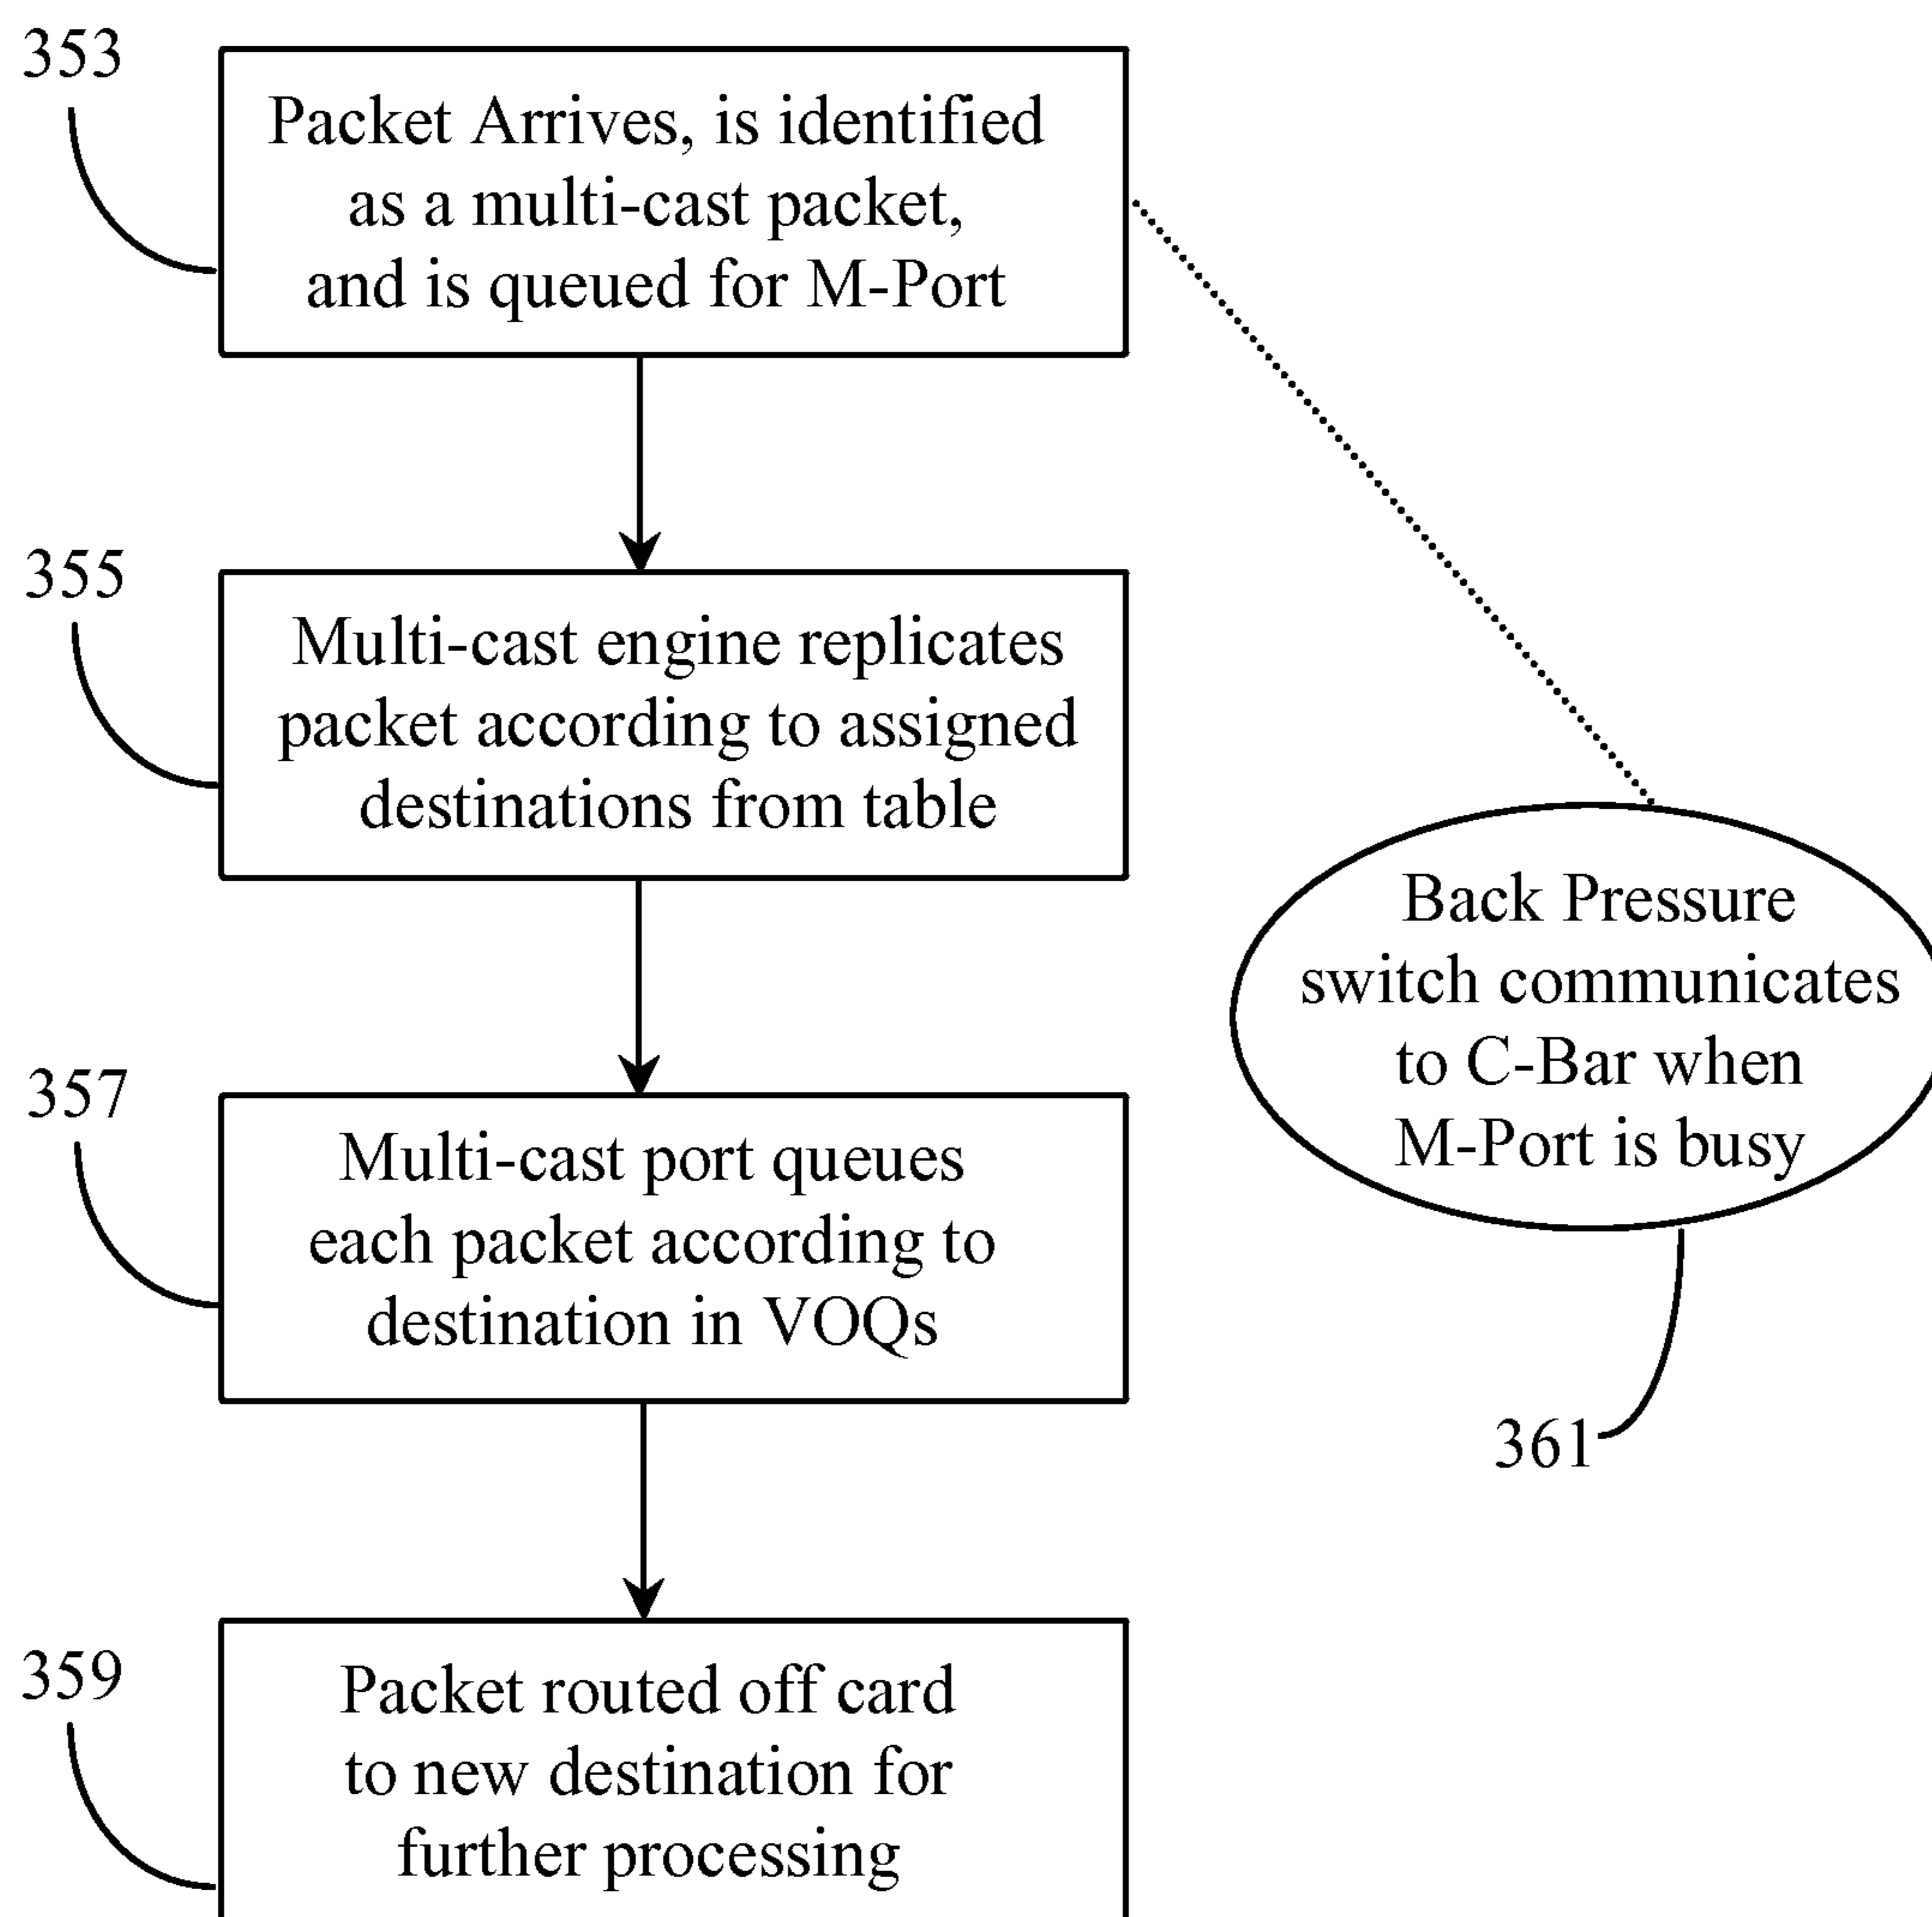 353
Packet Arrives, is identified
as a multi-cast packet,
and is queued for M-Port
355
Multi-cast engine replicates
packet according to assigned
destinations from table
Back Pressure
switch communicates
to C-Bar when
M-Port is busy
357
Multi-cast port queues
each packet according to
destination in VOQs
361
359
Packet routed off card
to new destination for
further processing